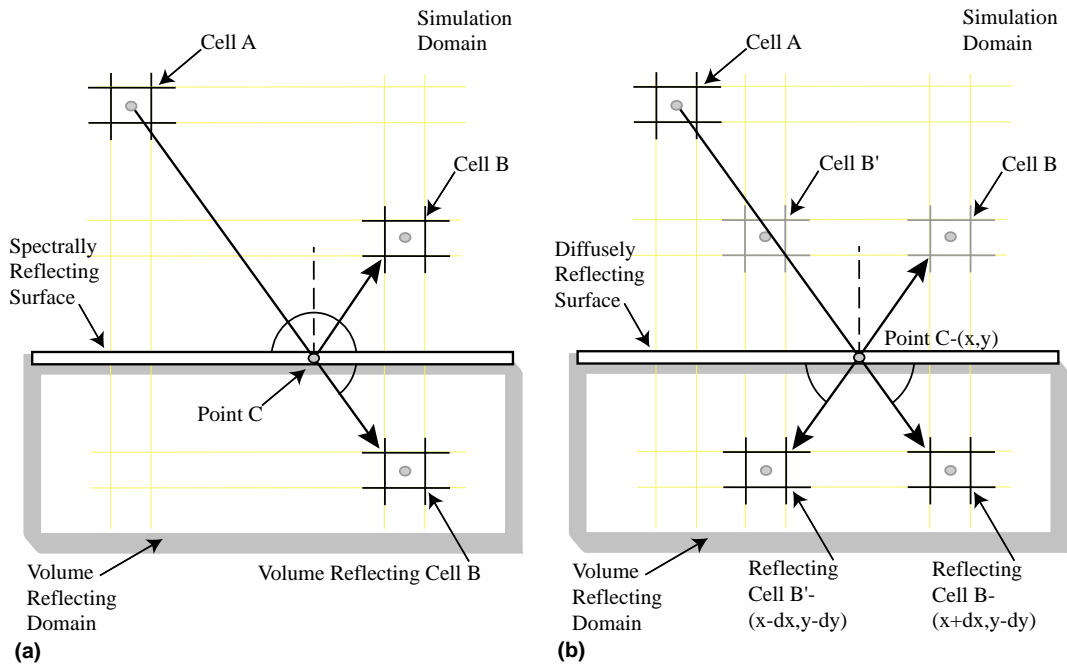 Simulation
Domain
Cell A
Cell B
Spectrally
Reflecting
Surface
Point C
Volume
Reflecting
Domain
Volume Reflecting Cell B
(a)
Simulation
Domain
Cell A
Cell B'
Cell B
Diffusely
Reflecting
Surface
Point C-(x,y)
Volume
Reflecting
Domain
Reflecting
Cell B'-
(x-dx,y-dy)
Reflecting
Cell B-
(x+dx,y-dy)
(b)